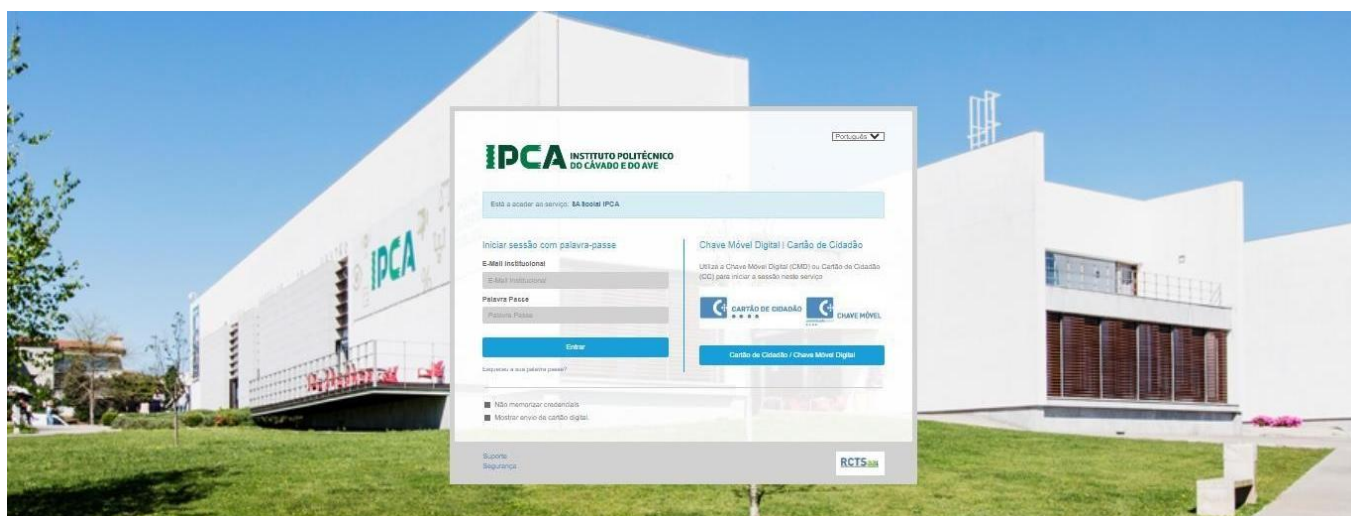 IPCA
Português
IPCA INSTITUTO POLITÉCNICO
DO CÁVADO E DO AVE
Está a aceder ao serviço: SASocial IPCA
Iniciar sessão com palavra-passe
E-Mail Institucional
E-Mail Institucional
Palavra Passe
Palavra Passe
Entrar
Esqueceu a sua palavra passe?
Chave Móvel Digital | Cartão de Cidadão
Utilize a Chave Móvel Digital (CMD) ou Cartão de Cidadão
(CC) para iniciar a sessão neste serviço
CARTÃO DE CIDADÃO
CHAVE MÓVEL
Cartão de Cidadão / Chave Móvel Digital
Não memorizar credenciais
Mostrar envio de cartão digital.
Suporte
Segurança
RCTSaai